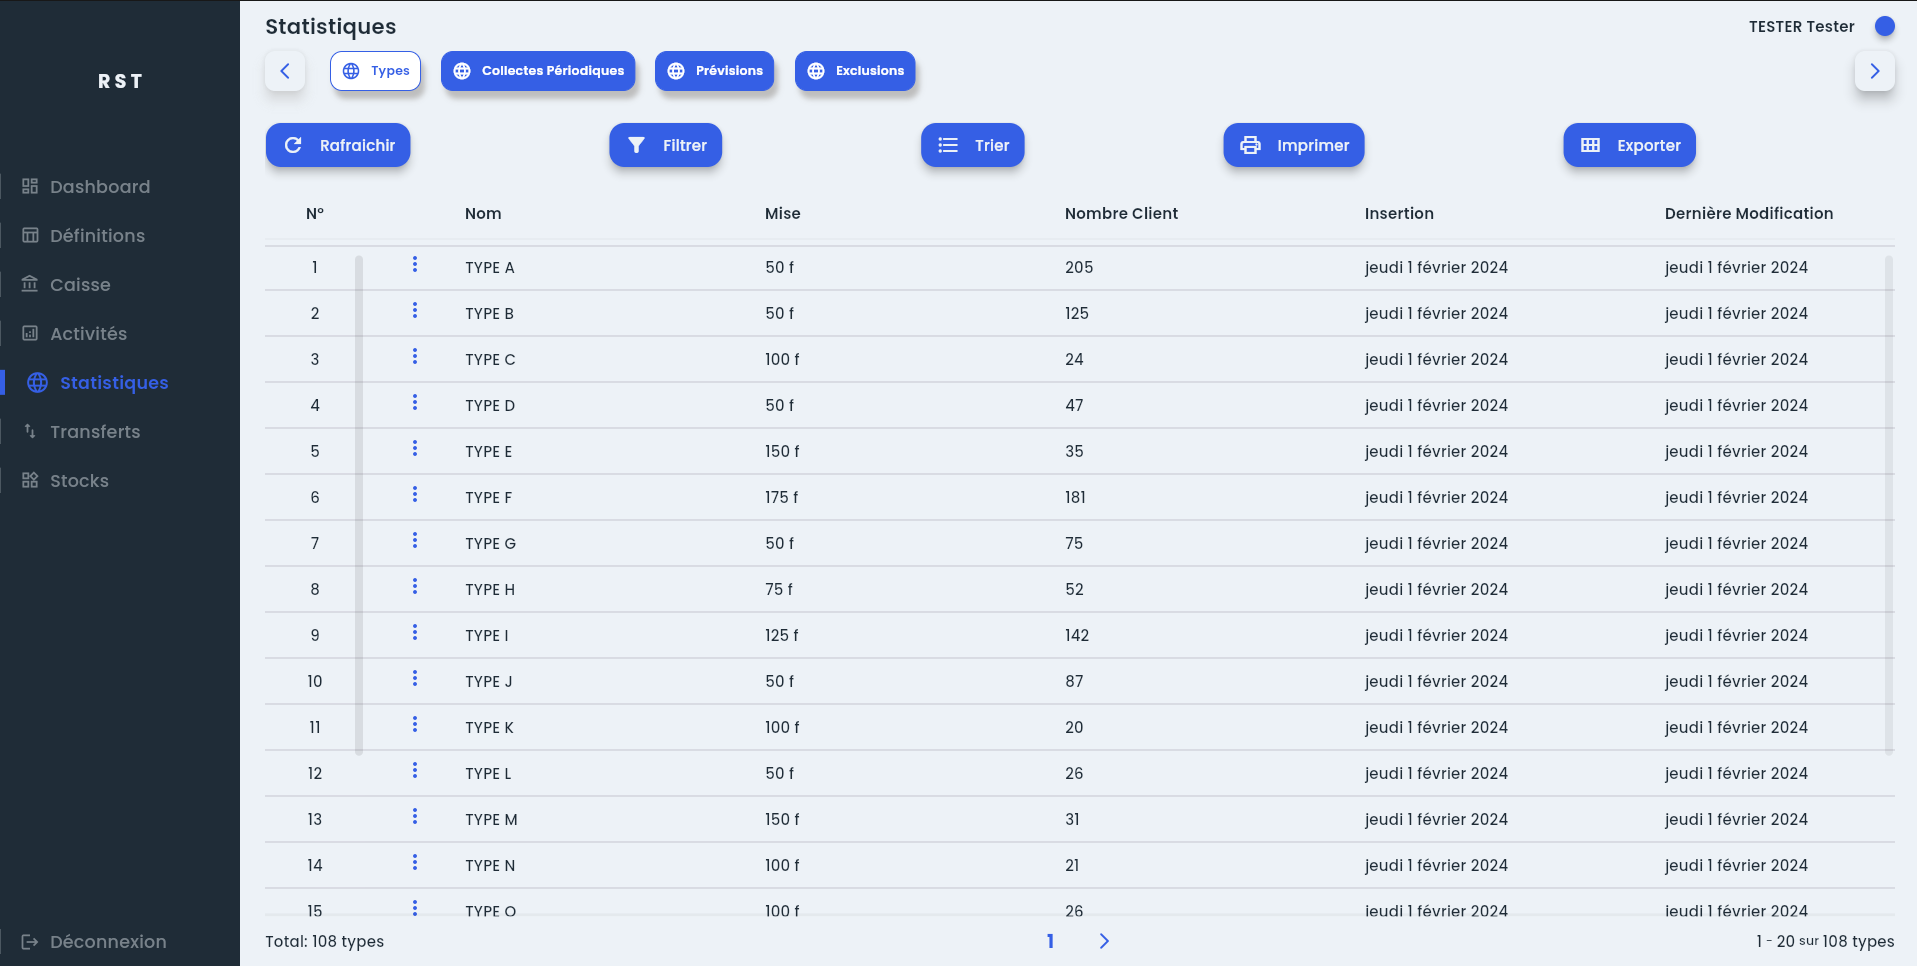 Statistiques
TESTER Tester
RST
Types
Collectes Périodiques
Prévisions
Exclusions
Rafraichir
Filtrer
Trier
Imprimer
Exporter
Dashboard
Définitions
Caisse
Activités
Statistiques
Transferts
Stocks
Déconnexion
N° Nom Mise Nombre Client Insertion Dernière Modification
1 TYPE A 50 f 205 jeudi 1 février 2024 jeudi 1 février 2024
2 TYPE B 50 f 125 jeudi 1 février 2024 jeudi 1 février 2024
3 TYPE C 100 f 24 jeudi 1 février 2024 jeudi 1 février 2024
4 TYPE D 50 f 47 jeudi 1 février 2024 jeudi 1 février 2024
5 TYPE E 150 f 35 jeudi 1 février 2024 jeudi 1 février 2024
6 TYPE F 175 f 181 jeudi 1 février 2024 jeudi 1 février 2024
7 TYPE G 50 f 75 jeudi 1 février 2024 jeudi 1 février 2024
8 TYPE H 75 f 52 jeudi 1 février 2024 jeudi 1 février 2024
9 TYPE I 125 f 142 jeudi 1 février 2024 jeudi 1 février 2024
10 TYPE J 50 f 87 jeudi 1 février 2024 jeudi 1 février 2024
11 TYPE K 100 f 20 jeudi 1 février 2024 jeudi 1 février 2024
12 TYPE L 50 f 26 jeudi 1 février 2024 jeudi 1 février 2024
13 TYPE M 150 f 31 jeudi 1 février 2024 jeudi 1 février 2024
14 TYPE N 100 f 21 jeudi 1 février 2024 jeudi 1 février 2024
15 TYPE O 100 f 26 jeudi 1 février 2024 jeudi 1 février 2024
Total: 108 types
1
1 - 20 sur 108 types